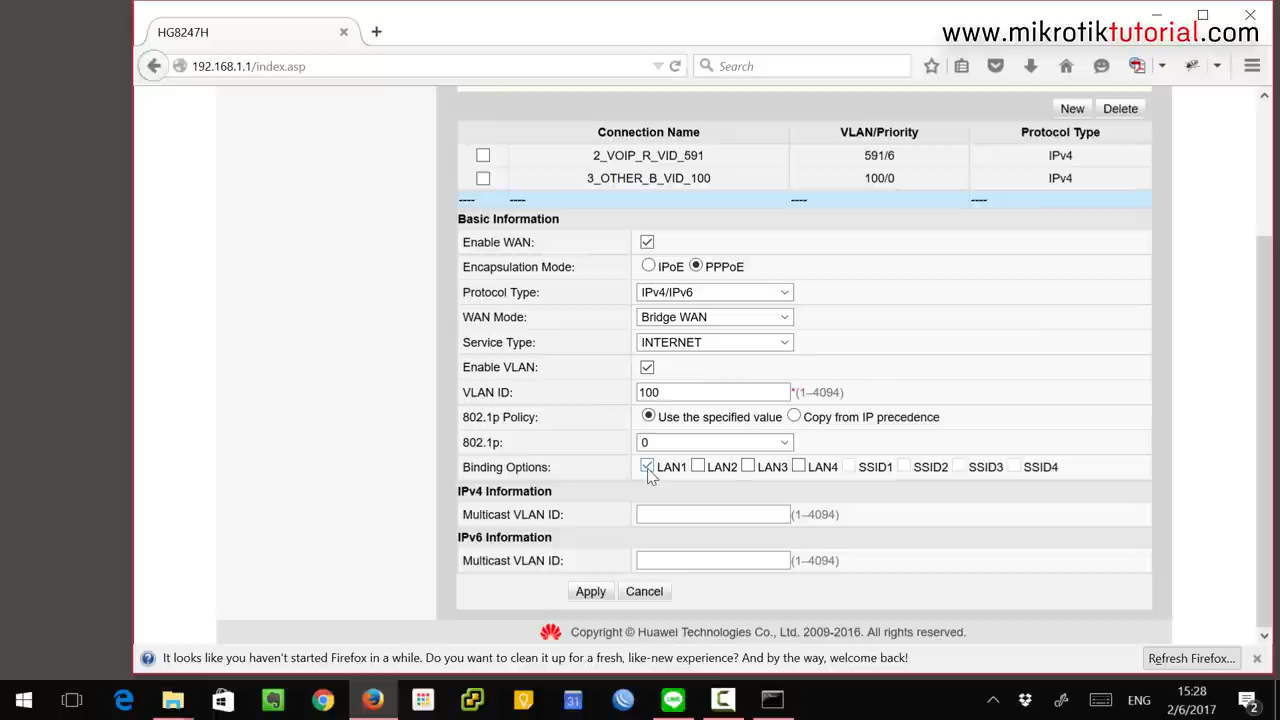 HG8247H
www.mikrotiktutorial.com
192.168.1.1/index.asp
Search
New Delete
Connection Name VLAN/Priority Protocol Type
2_VOIP_R_VID_591 591/6 IPv4
3_OTHER_B_VID_100 100/0 IPv4
---- ---- ---- ----
Basic Information
Enable WAN:
Encapsulation Mode: IPoE PPPoE
Protocol Type: IPv4/IPv6
WAN Mode: Bridge WAN
Service Type: INTERNET
Enable VLAN:
VLAN ID: 100 *(1–4094)
802.1p Policy: Use the specified value Copy from IP precedence
802.1p: 0
Binding Options: LAN1 LAN2 LAN3 LAN4 SSID1 SSID2 SSID3 SSID4
IPv4 Information
Multicast VLAN ID: (1–4094)
IPv6 Information
Multicast VLAN ID: (1–4094)
Apply Cancel
Copyright © Huawei Technologies Co., Ltd. 2009-2016. All rights reserved.
It looks like you haven't started Firefox in a while. Do you want to clean it up for a fresh, like-new experience? And by the way, welcome back! Refresh Firefox...
ENG 15:28
2/6/2017 2